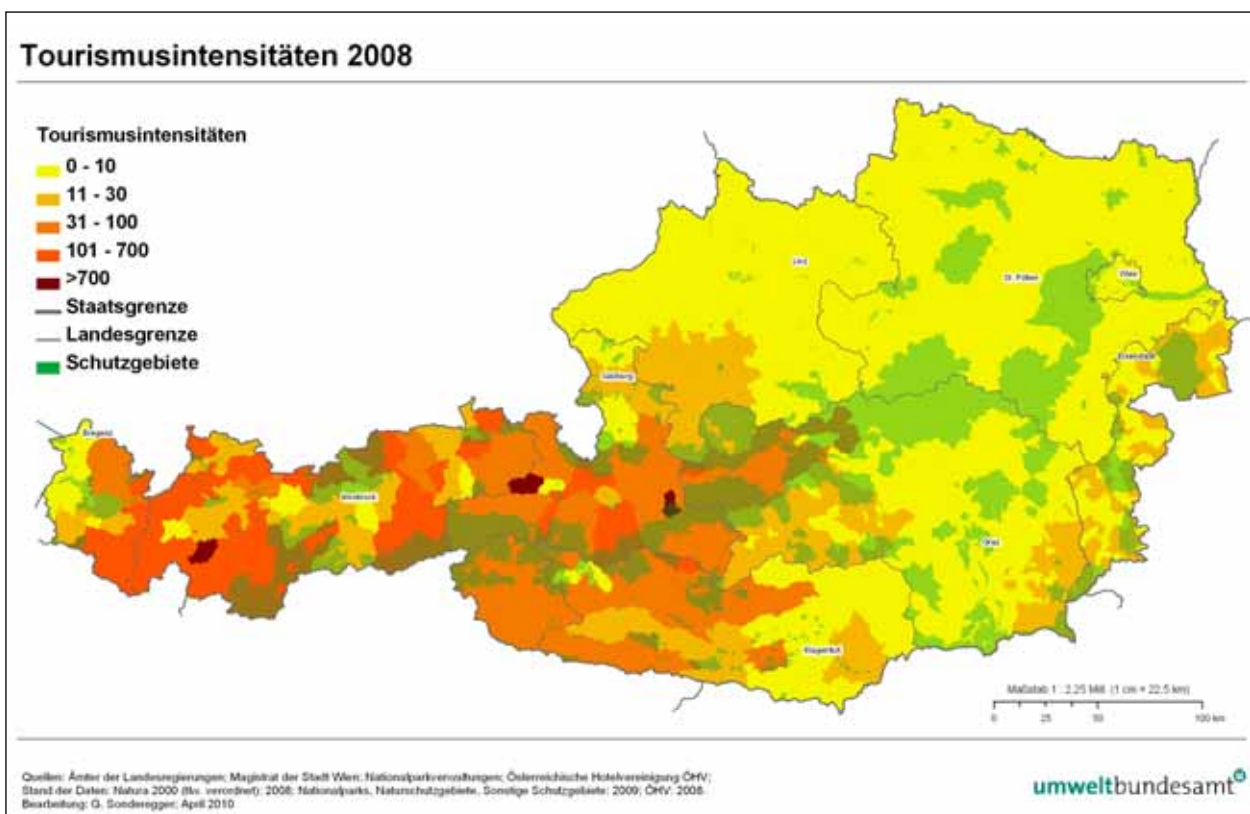 Tourismusintensitäten 2008
Tourismusintensitäten
0 - 10
11 - 30
31 - 100
101 - 700
>700
Staatsgrenze
Landesgrenze
Schutzgebiete
Linz
St. Pölten
Wien
Eisenstadt
Salzburg
Bregenz
Innsbruck
Graz
Klagenfurt
Maßstab 1 : 2.25 Mill. (1 cm = 22.5 km)
0 25 50 100 km
Quellen: Ämter der Landesregierungen; Magistrat der Stadt Wien; Nationalparkverwaltungen; Österreichische Hotelvereinigung ÖHV;
Stand der Daten: Natura 2000 (tlw. verordnet): 2008; Nationalparks, Naturschutzgebiete, Sonstige Schutzgebiete: 2009; ÖHV: 2008
Bearbeitung: G. Sonderegger; April 2010
umweltbundesamt